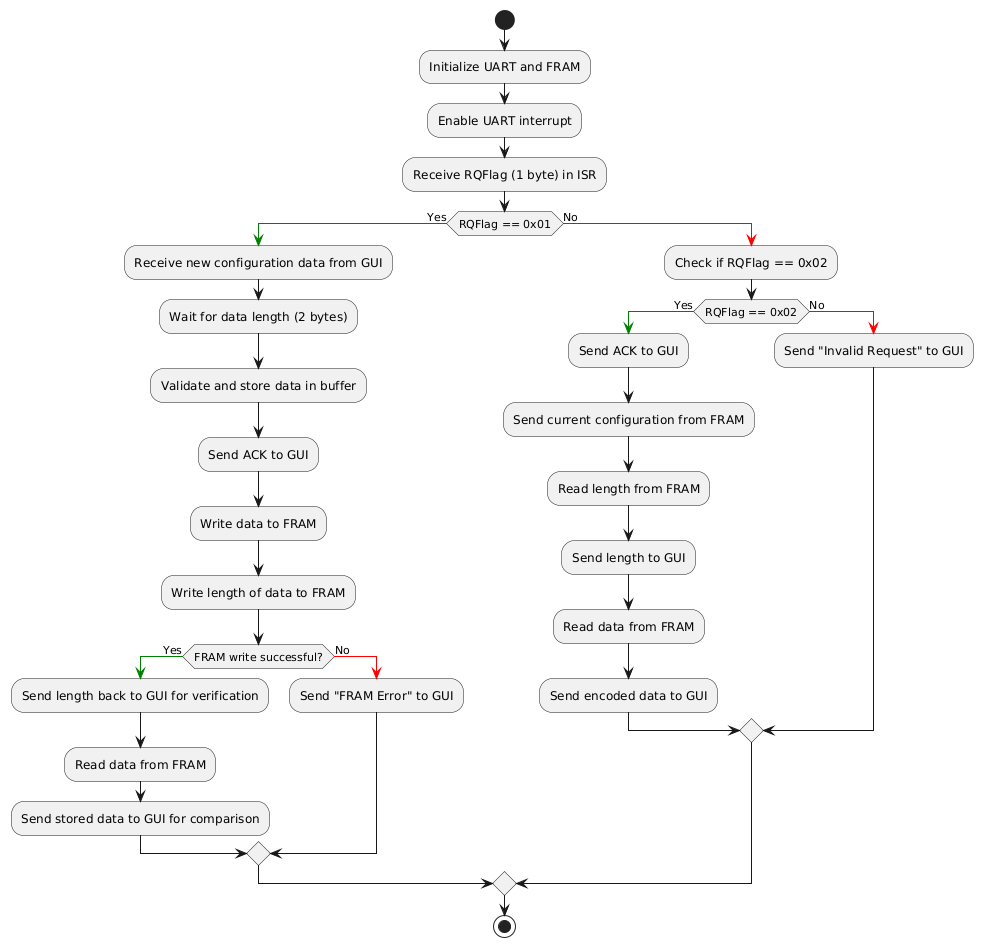 Initialize UART and FRAM
Enable UART interrupt
Receive RQFlag (1 byte) in ISR
Yes
RQFlag == 0x01
No
Receive new configuration data from GUI
Wait for data length (2 bytes)
Validate and store data in buffer
Send ACK to GUI
Write data to FRAM
Write length of data to FRAM
Yes
FRAM write successful?
No
Send length back to GUI for verification
Read data from FRAM
Send stored data to GUI for comparison
Send "FRAM Error" to GUI
Check if RQFlag == 0x02
Yes
RQFlag == 0x02
No
Send ACK to GUI
Send current configuration from FRAM
Read length from FRAM
Send length to GUI
Read data from FRAM
Send encoded data to GUI
Send "Invalid Request" to GUI